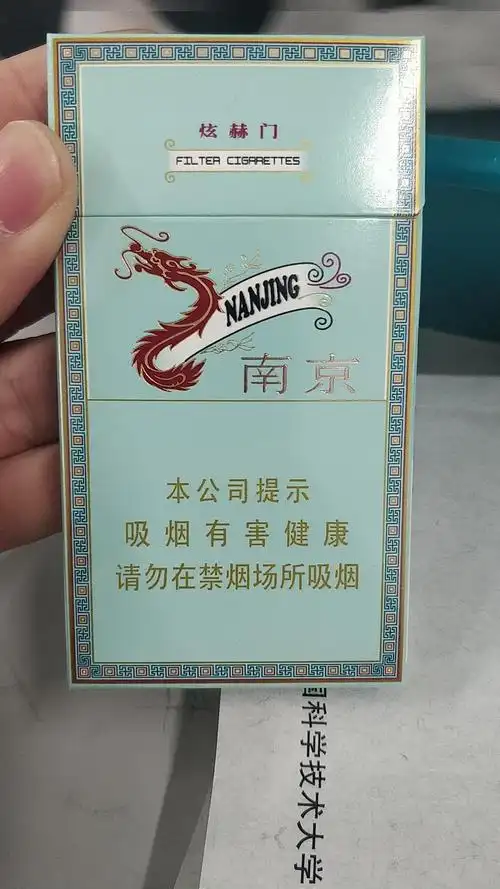 炫赫门
FILTER CIGARETTES
NANJING
南京
本公司提示
吸烟有害健康
请勿在禁烟场所吸烟
国科学技术大学